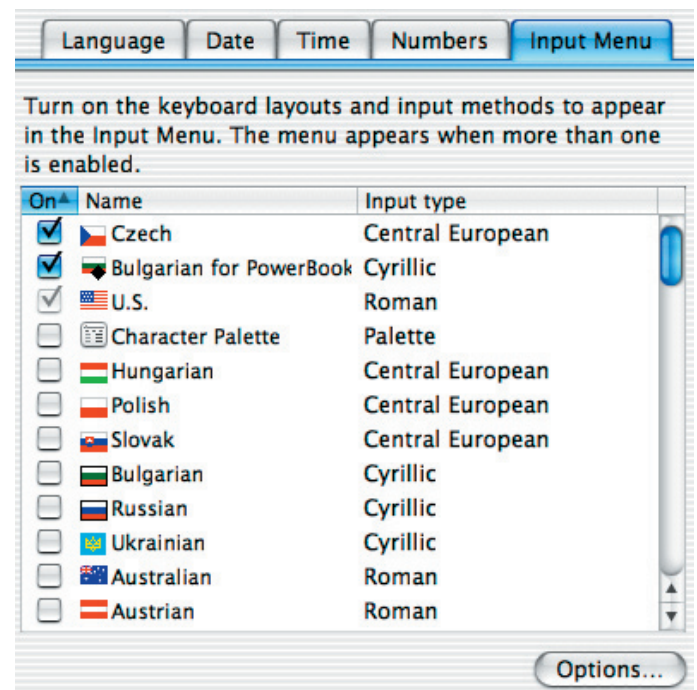 Language Date Time Numbers Input Menu
Turn on the keyboard layouts and input methods to appear
in the Input Menu. The menu appears when more than one
is enabled.
On Name Input type
Czech Central European
Bulgarian for PowerBook Cyrillic
U.S. Roman
Character Palette Palette
Hungarian Central European
Polish Central European
Slovak Central European
Bulgarian Cyrillic
Russian Cyrillic
Ukrainian Cyrillic
Australian Roman
Austrian Roman
Options...